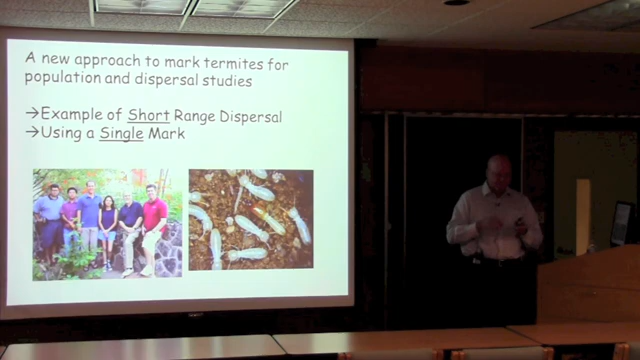 A new approach to mark termites for
population and dispersal studies
→Example of Short Range Dispersal
→Using a Single Mark